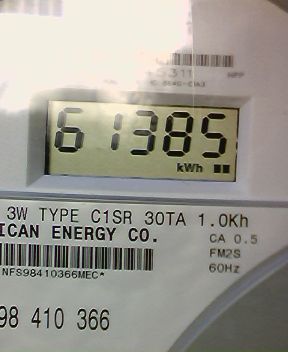 61385
kWh
3W TYPE C1SR 30TA 1.0Kh
ICAN ENERGY CO.
CA 0.5
FM2S
NFS98410366MEC*
60Hz
98 410 366